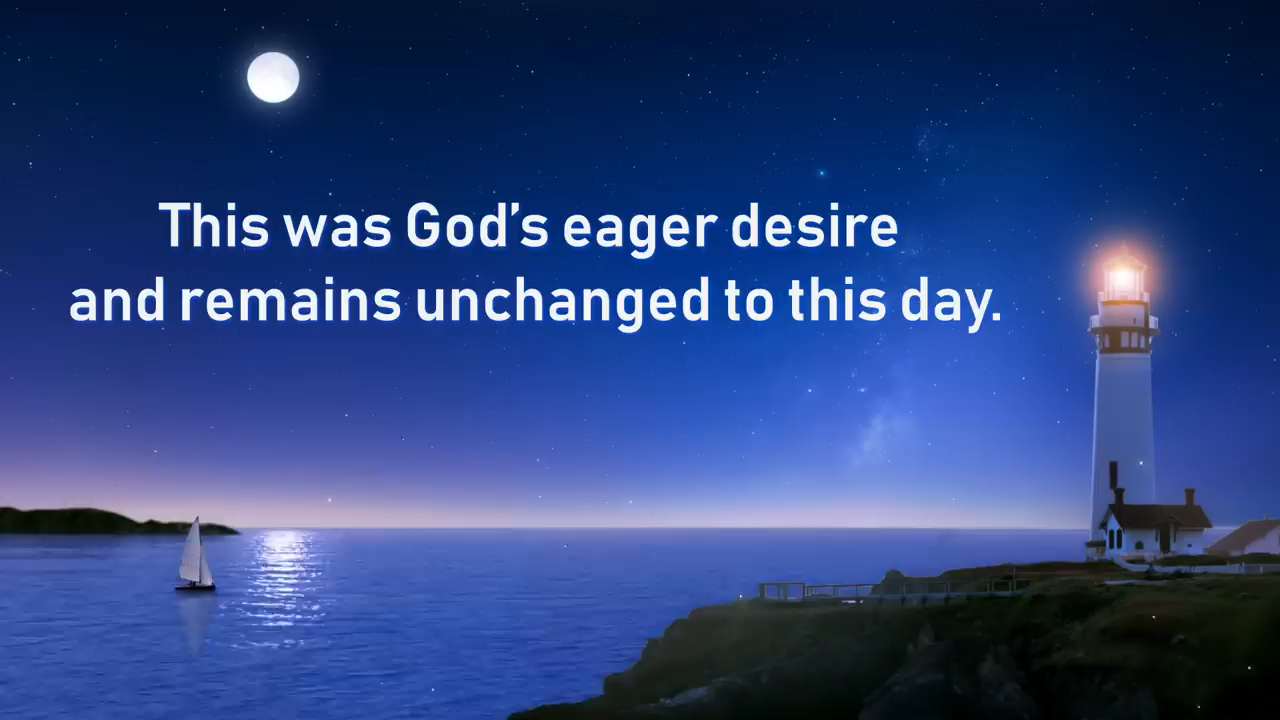 This was God’s eager desire
and remains unchanged to this day.